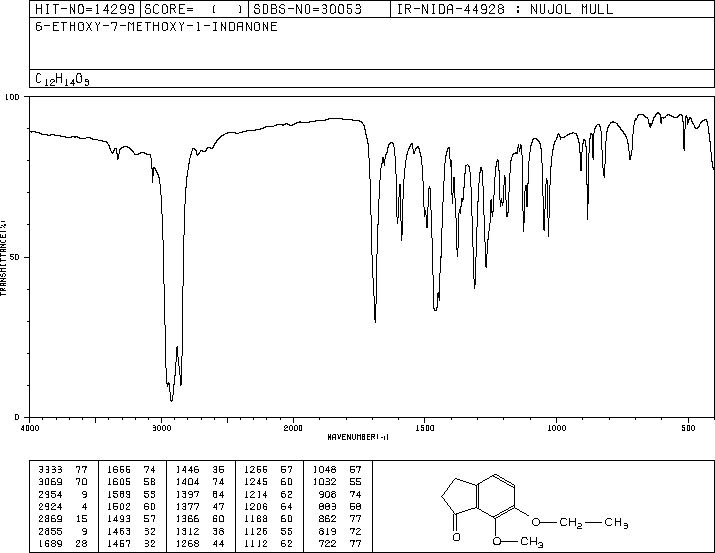 HIT-NO=14299 SCORE= ( ) SDBS-NO=30053 IR-NIDA-44928 : NUJOL MULL
6-ETHOXY-7-METHOXY-1-INDANONE
C12H14O3
100
50
0
TRANSMITTANCE(%)
4000 3000 2000 1500 1000 500
WAVENUMBER(-1)
3333 77 1666 74 1446 35 1266 57 1048 57
3069 70 1605 58 1404 74 1245 60 1032 55
2954 9 1589 55 1397 64 1214 62 908 74
2924 4 1502 60 1377 47 1206 64 883 58
2869 15 1493 57 1366 60 1188 60 862 77
2855 9 1463 32 1312 38 1126 55 819 72
1689 28 1457 32 1268 44 1112 62 722 77
O—CH2—CH3
O
O—CH3